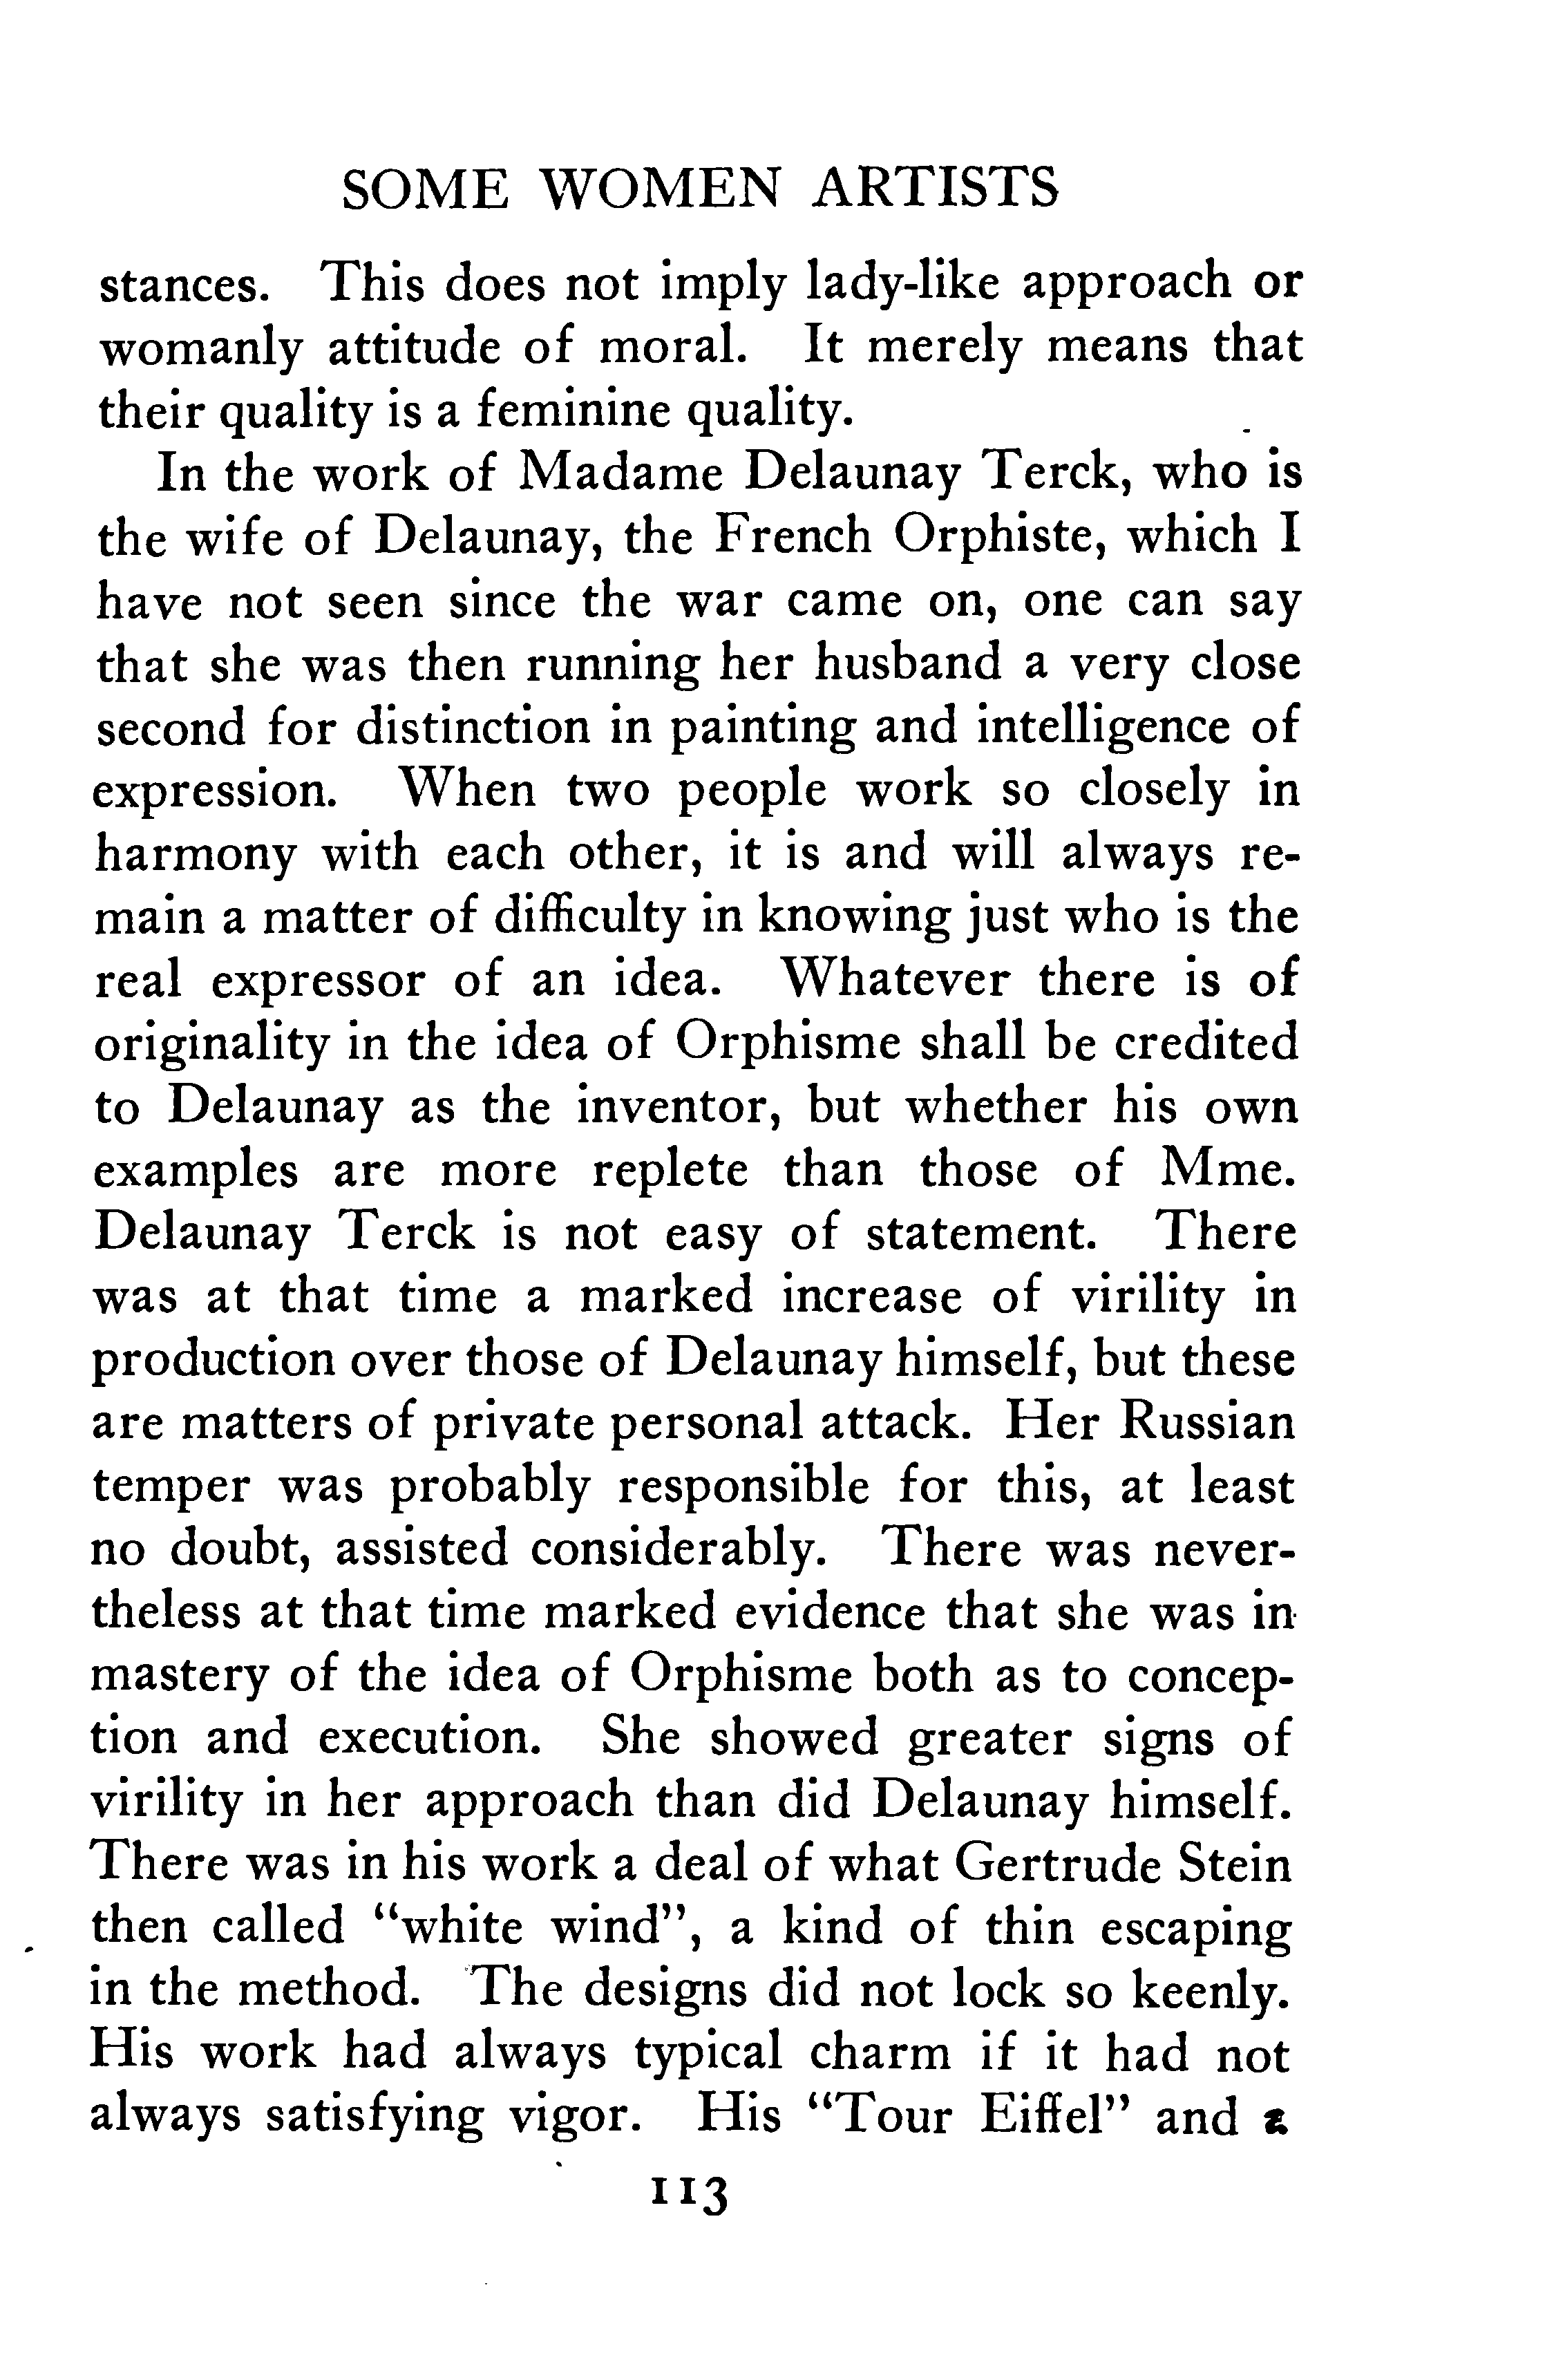 SOME WOMEN ARTISTS
stances. This does not imply lady-like approach or
womanly attitude of moral. It merely means that
their quality is a feminine quality.
In the work of Madame Delaunay Terck, who is
the wife of Delaunay, the French Orphiste, which I
have not seen since the war came on, one can say
that she was then running her husband a very close
second for distinction in painting and intelligence of
expression. When two people work so closely in
harmony with each other, it is and will always re-
main a matter of difficulty in knowing just who is the
real expressor of an idea. Whatever there is of
originality in the idea of Orphisme shall be credited
to Delaunay as the inventor, but whether his own
examples are more replete than those of Mme.
Delaunay Terck is not easy of statement. There
was at that time a marked increase of virility in
production over those of Delaunay himself, but these
are matters of private personal attack. Her Russian
temper was probably responsible for this, at least
no doubt, assisted considerably. There was never-
theless at that time marked evidence that she was in
mastery of the idea of Orphisme both as to concep-
tion and execution. She showed greater signs of
virility in her approach than did Delaunay himself.
There was in his work a deal of what Gertrude Stein
then called "white wind", a kind of thin escaping
in the method. The designs did not lock so keenly.
His work had always typical charm if it had not
always satisfying vigor. His "Tour Eiffel" and a
113